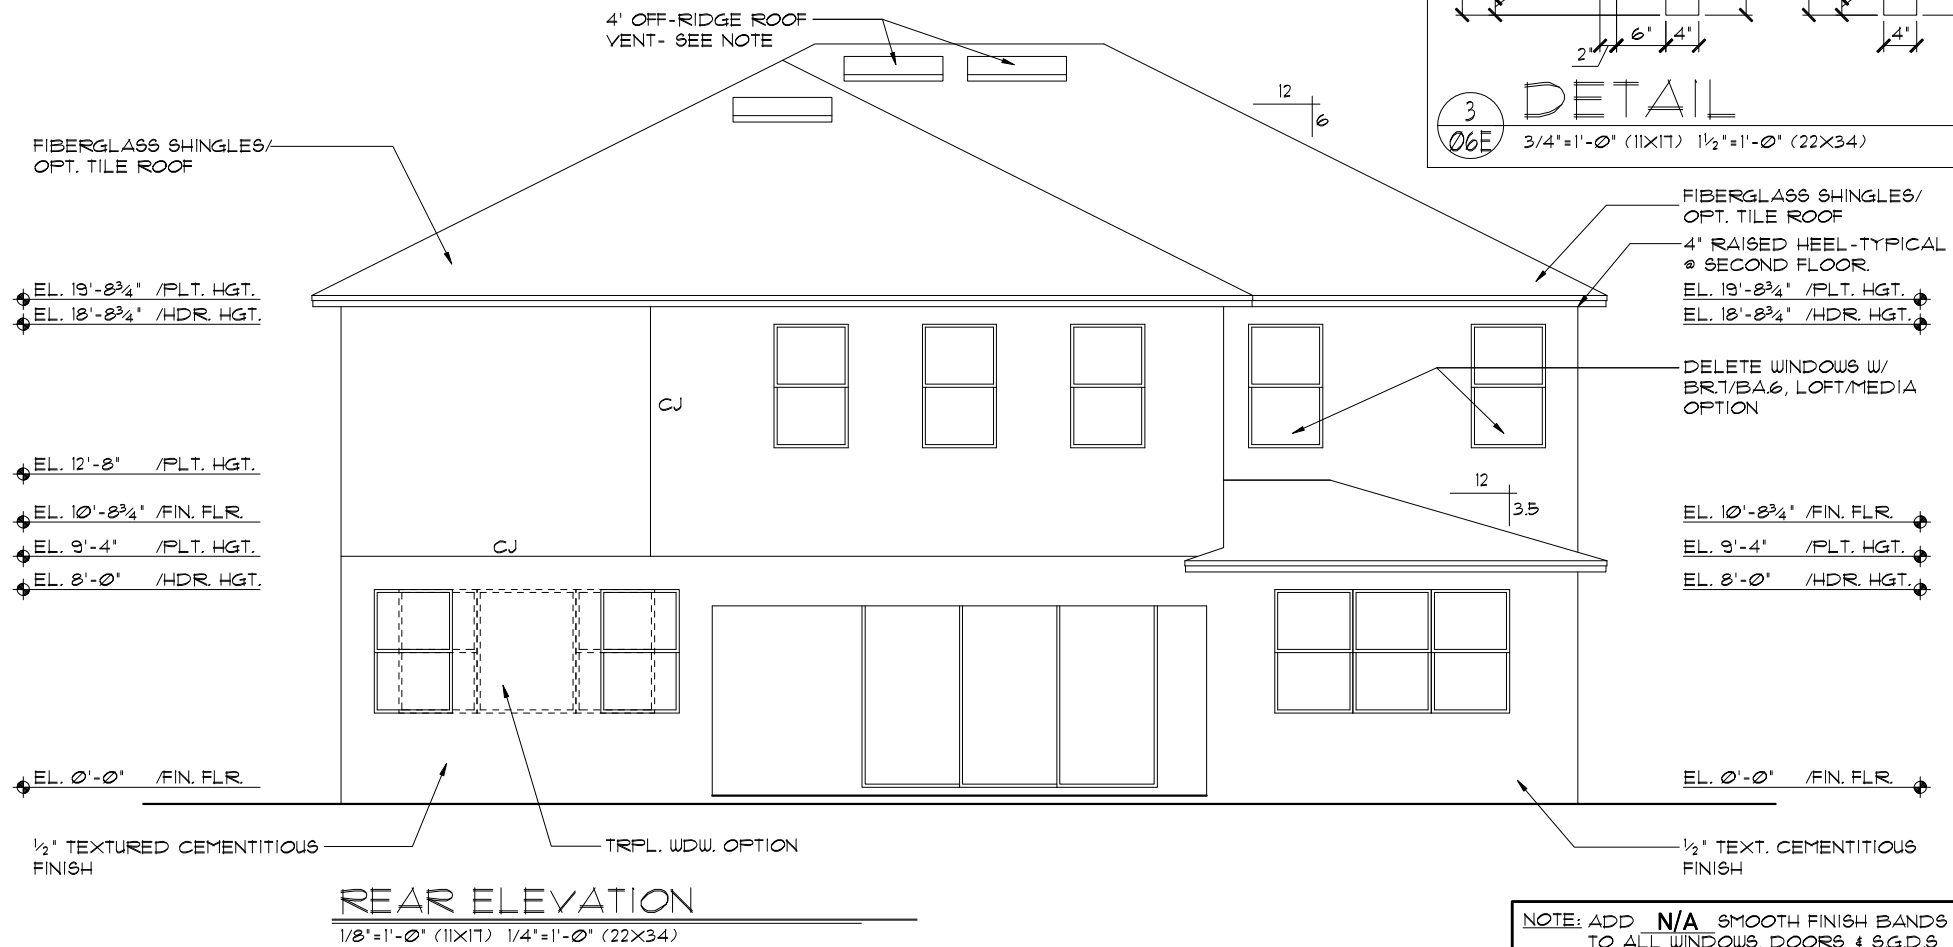 4' OFF-RIDGE ROOF
VENT- SEE NOTE
2"
6"
4"
4"
3
06E
DETAIL
3/4"=1'-0" (11X17) 1½"=1'-0" (22X34)
12
6
FIBERGLASS SHINGLES/
OPT. TILE ROOF
FIBERGLASS SHINGLES/
OPT. TILE ROOF
4" RAISED HEEL-TYPICAL
@ SECOND FLOOR.
EL. 19'-8¾" /PLT. HGT.
EL. 18'-8¾" /HDR. HGT.
EL. 19'-8¾" /PLT. HGT.
EL. 18'-8¾" /HDR. HGT.
DELETE WINDOWS W/
BR.7/BA.6, LOFT/MEDIA
OPTION
CJ
EL. 12'-8" /PLT. HGT.
EL. 10'-8¾" /FIN. FLR.
EL. 9'-4" /PLT. HGT.
EL. 8'-0" /HDR. HGT.
CJ
12
3.5
EL. 10'-8¾" /FIN. FLR.
EL. 9'-4" /PLT. HGT.
EL. 8'-0" /HDR. HGT.
EL. 0'-0" /FIN. FLR.
EL. 0'-0" /FIN. FLR.
½" TEXTURED CEMENTITIOUS
FINISH
TRPL. WDW. OPTION
½" TEXT. CEMENTITIOUS
FINISH
REAR ELEVATION
1/8"=1'-0" (11X17) 1/4"=1'-0" (22X34)
NOTE: ADD N/A SMOOTH FINISH BANDS
TO ALL WINDOWS DOORS & S.G.D.S